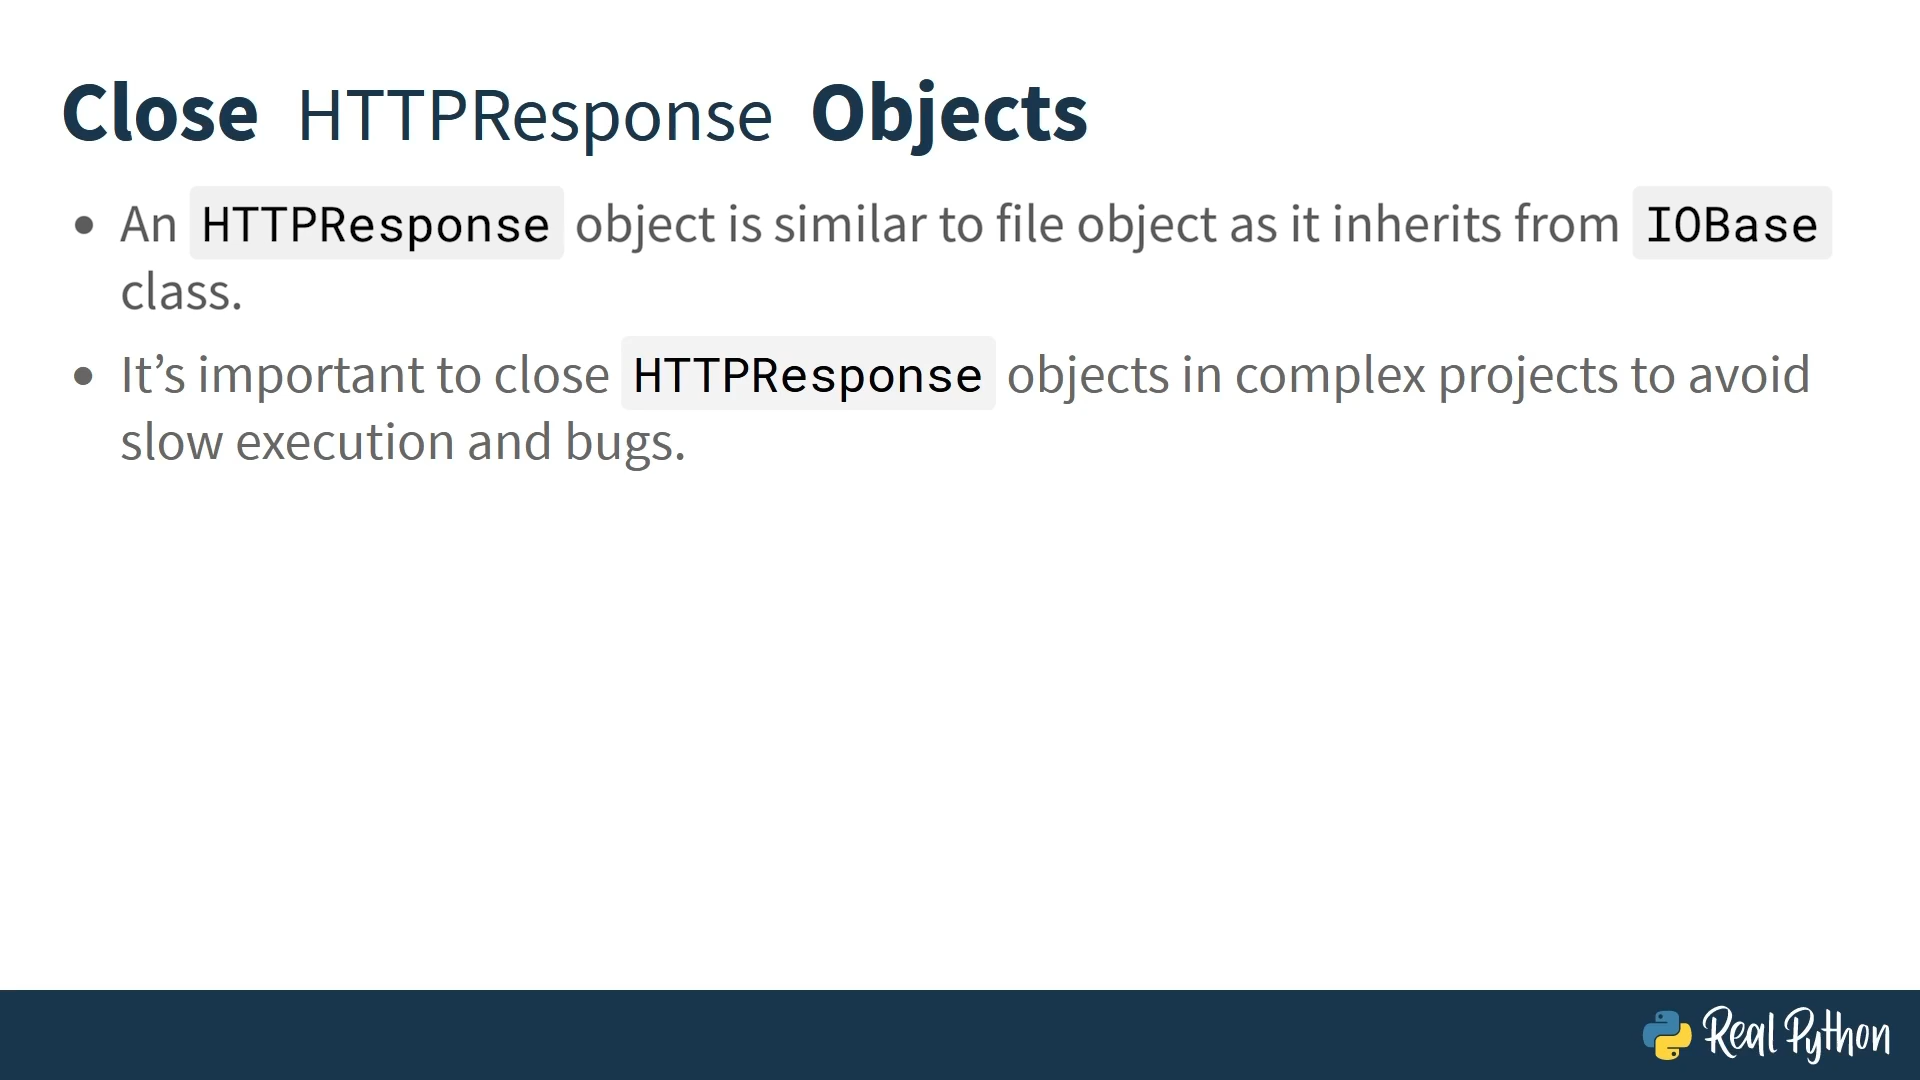 Close HTTPResponse Objects
• An HTTPResponse object is similar to file object as it inherits from IOBase
class.
• It’s important to close HTTPResponse objects in complex projects to avoid
slow execution and bugs.
Real Python